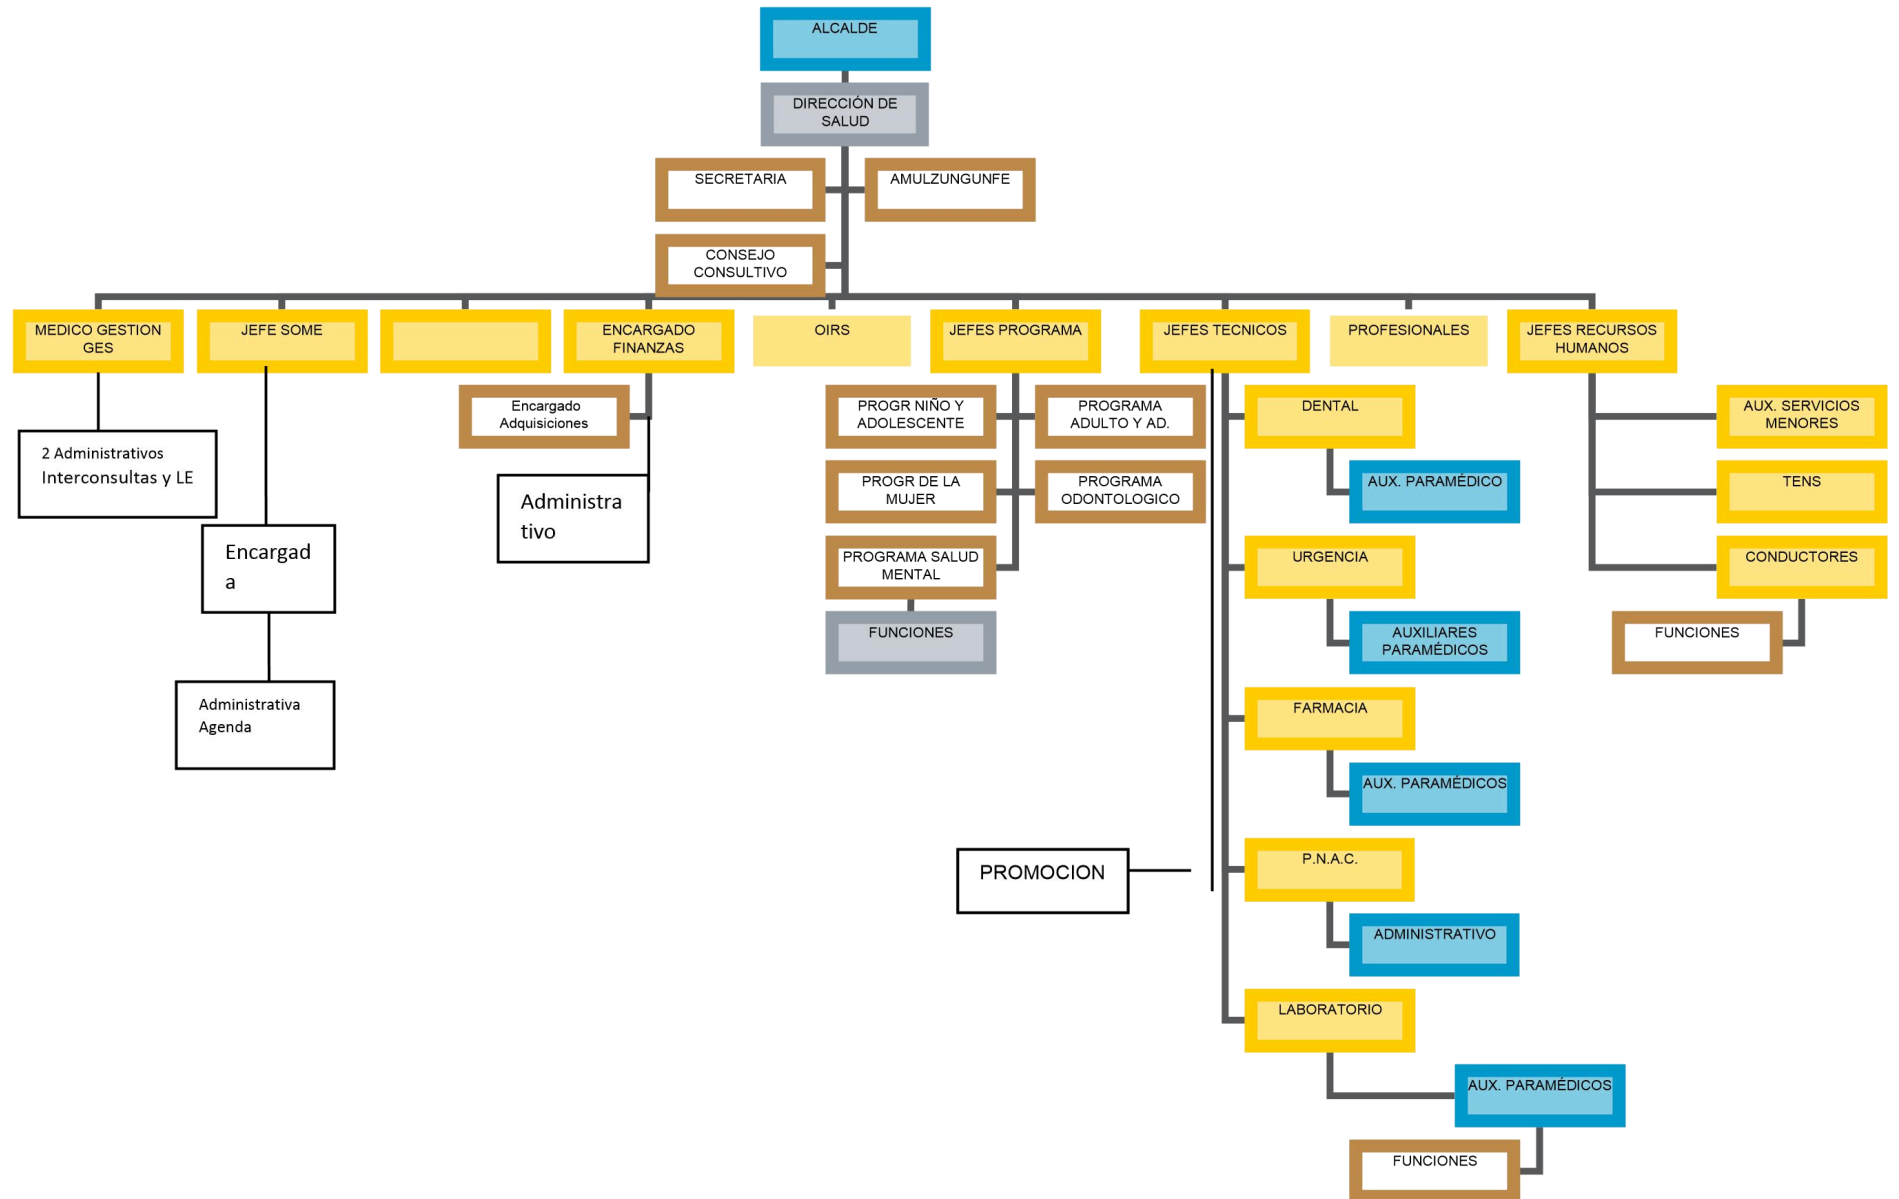 ALCALDE
DIRECCIÓN DE
SALUD
SECRETARIA
AMULZUNGUNFE
CONSEJO
CONSULTIVO
MEDICO GESTION
GES
JEFE SOME
ENCARGADO
FINANZAS
OIRS
JEFES PROGRAMA
JEFES TECNICOS
PROFESIONALES
JEFES RECURSOS
HUMANOS
2 Administrativos
Interconsultas y LE
Encargad
a
Administrativa
Agenda
Encargado
Adquisiciones
Administra
tivo
PROGR NIÑO Y
ADOLESCENTE
PROGRAMA
ADULTO Y AD.
PROGR DE LA
MUJER
PROGRAMA
ODONTOLOGICO
PROGRAMA SALUD
MENTAL
FUNCIONES
PROMOCION
DENTAL
AUX. PARAMÉDICO
URGENCIA
AUXILIARES
PARAMÉDICOS
FARMACIA
AUX. PARAMÉDICOS
P.N.A.C.
ADMINISTRATIVO
LABORATORIO
AUX. PARAMÉDICOS
FUNCIONES
AUX. SERVICIOS
MENORES
TENS
CONDUCTORES
FUNCIONES